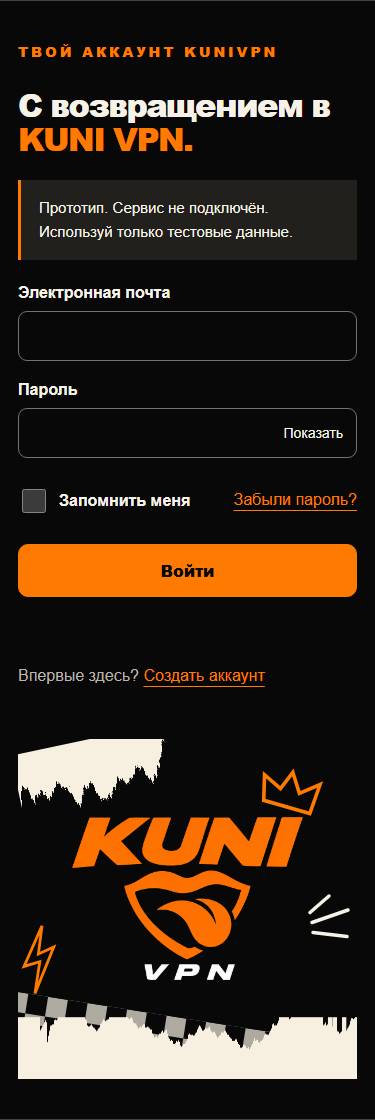 ТВОЙ АККАУНТ KUNIVPN
С возвращением в
KUNI VPN.
Прототип. Сервис не подключён.
Используй только тестовые данные.
Электронная почта
Пароль
Показать
Запомнить меня
Забыли пароль?
Войти
Впервые здесь? Создать аккаунт
KUNI
VPN